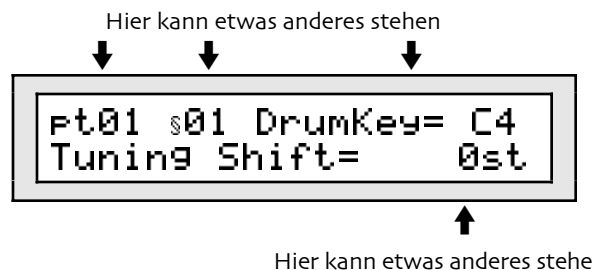 Hier kann etwas anderes stehen
pt01 §01 DrumKey= C4
Tuning Shift= 0st
Hier kann etwas anderes stehe